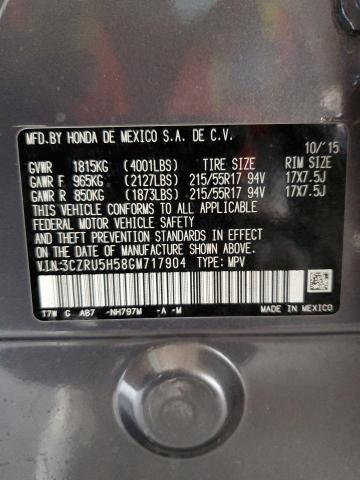 MFD.BY HONDA DE MEXICO S.A. DE C.V.
10/'15
GVWR 1815KG (4001LBS) TIRE SIZE RIM SIZE
GAWR F 965KG (2127LBS) 215/55R17 94V 17X7.5J
GAWR R 850KG (1873LBS) 215/55R17 94V 17X7.5J
THIS VEHICLE CONFORMS TO ALL APPLICABLE
FEDERAL MOTOR VEHICLE SAFETY
AND THEFT PREVENTION STANDARDS IN EFFECT
ON THE DATE OF MANUFACTURE SHOWN ABOVE.
V.I.N:3CZRU5H58GM717904 TYPE: MPV
T7W G AB7 -NH797M -A -M
MADE IN MEXICO